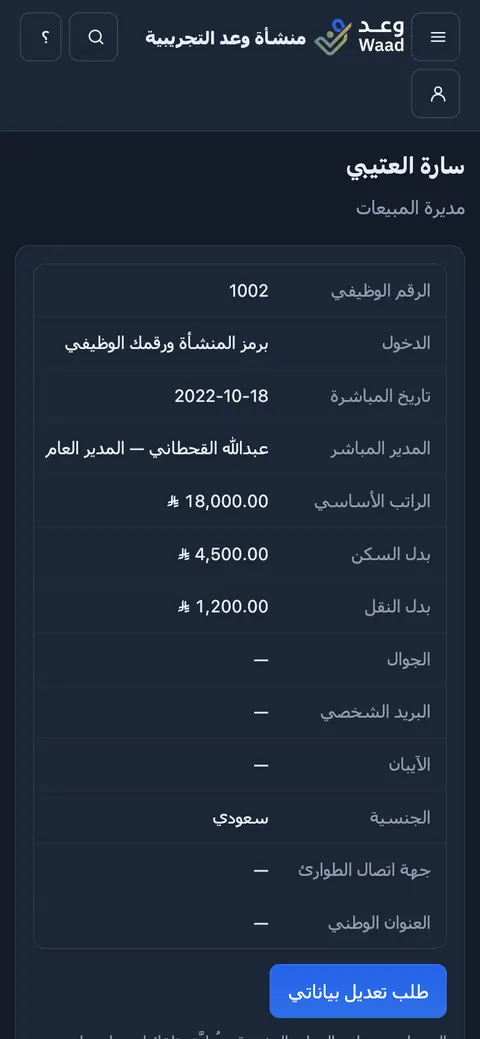 وعد
Waad
منشأة وعد التجريبية
؟
سارة العتيبي
مديرة المبيعات
الرقم الوظيفي 1002
الدخول برمز المنشأة ورقمك الوظيفي
تاريخ المباشرة 2022-10-18
المدير المباشر عبدالله القحطاني — المدير العام
الراتب الأساسي 18,000.00 ⃁
بدل السكن 4,500.00 ⃁
بدل النقل 1,200.00 ⃁
الجوال —
البريد الشخصي —
الآيبان —
الجنسية سعودي
جهة اتصال الطوارئ —
العنوان الوطني —
طلب تعديل بياناتي